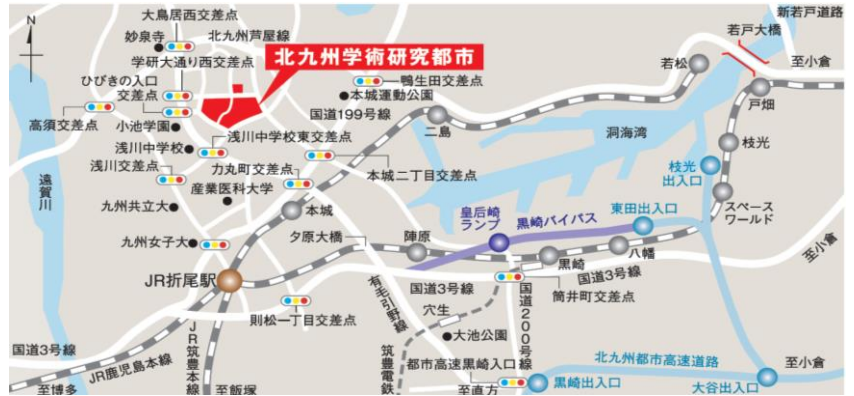 大鳥居西交差点
新若戸道路
N
妙泉寺
北九州芦屋線
若戸大橋
学研大通り西交差点
北九州学術研究都市
至小倉
ひびきの入口
交差点
鴨生田交差点
若松
本城運動公園
戸畑
高須交差点
小池学園
国道199号線
二島
洞海湾
浅川中学校東交差点
浅川中学校
枝光
浅川交差点
力丸町交差点
本城二丁目交差点
枝光
出入口
遠賀川
産業医科大学
スペース
ワールド
九州共立大
本城
皇后崎
ランプ
黒崎バイパス
東田出入口
九州女子大
夕原大橋
陣原
至小倉
JR折尾駅
黒崎
八幡
国道3号線
有毛引野線
国道3号線
国道200号線
筒井町交差点
則松一丁目交差点
穴生
大池公園
国道3号線
JR鹿児島本線
JR筑豊本線
筑豊電鉄
都市高速黒崎入口
北九州都市高速道路
至小倉
至博多
至飯塚
至直方
黒崎出入口
大谷出入口